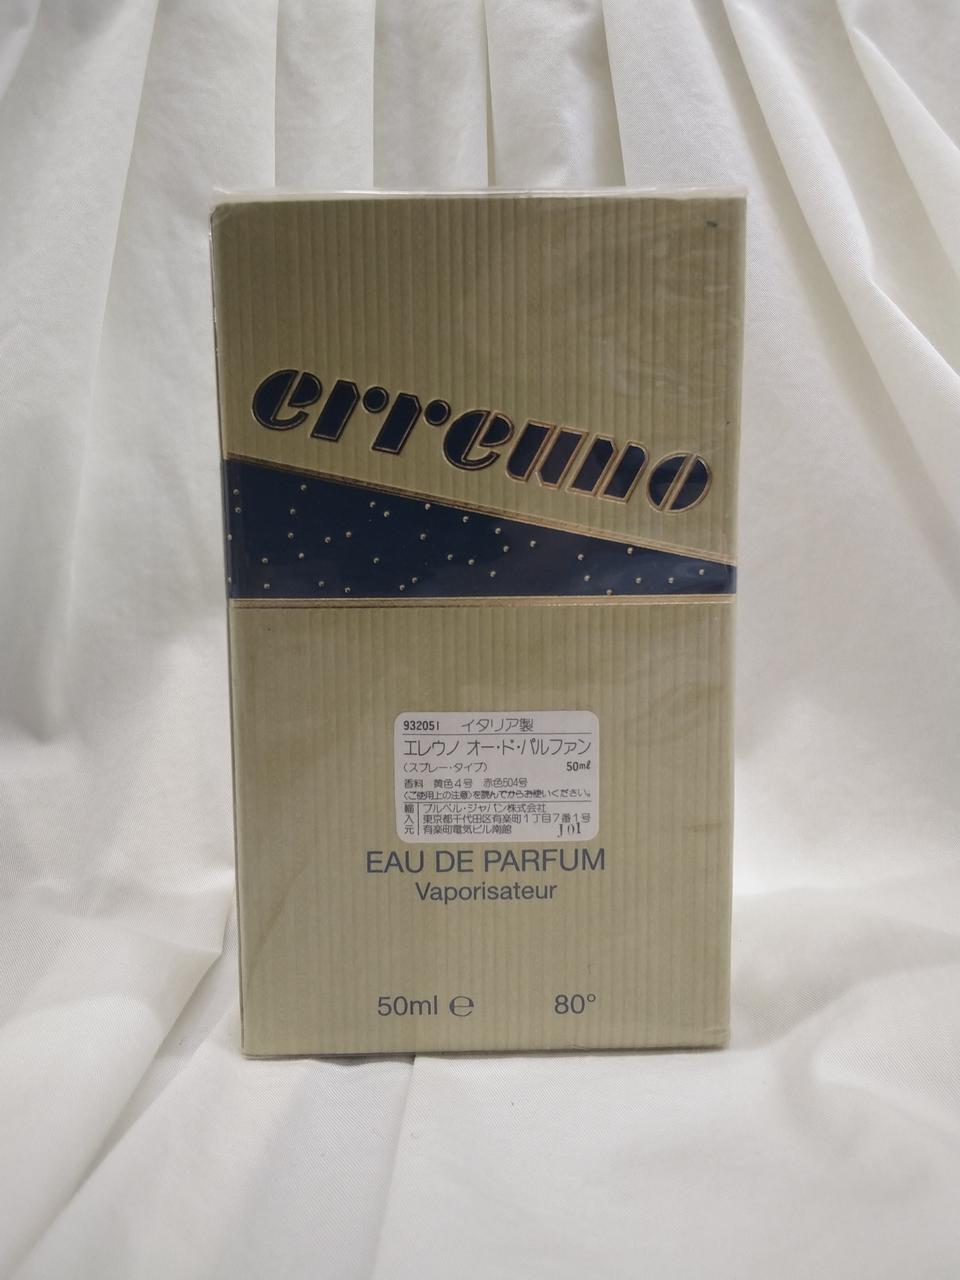 erreuno
932051 イタリア製
エレウノ オー・ド・パルファン
(スプレー・タイプ) 50ml
香料 黄色4号 赤色504号
〈ご使用上の注意〉を読んでからお使いください。
輸入元 ブルーベル・ジャパン株式会社
東京都千代田区有楽町1丁目7番1号
有楽町電気ビル南館 J01
EAU DE PARFUM
Vaporisateur
50ml ℮ 80°